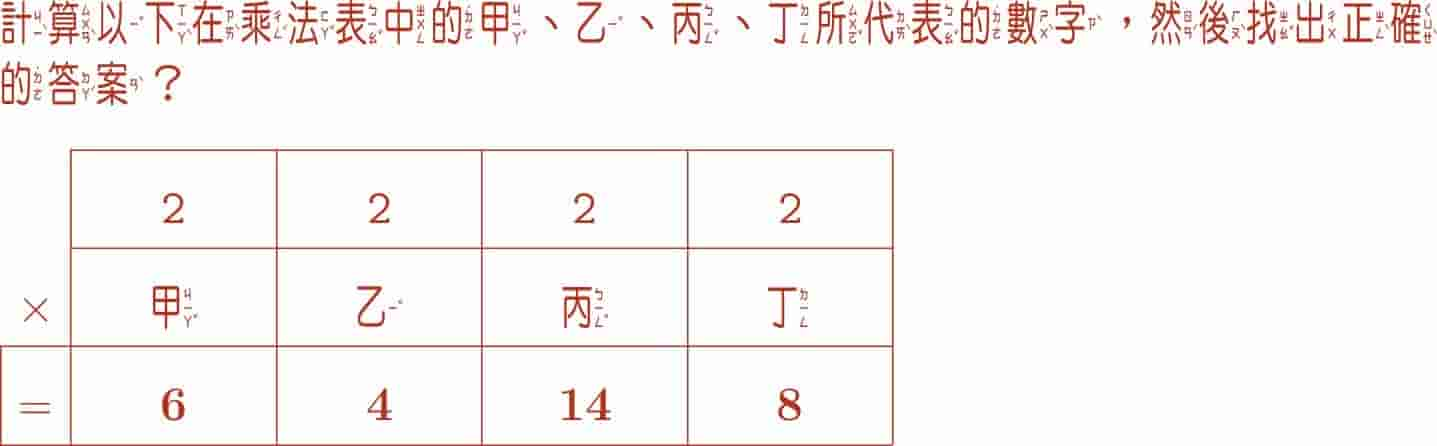 計算以下在乘法表中的甲、乙、丙、丁所代表的數字，然後找出正確
的答案？
2 2 2 2
× 甲 乙 丙 丁
= 6 4 14 8